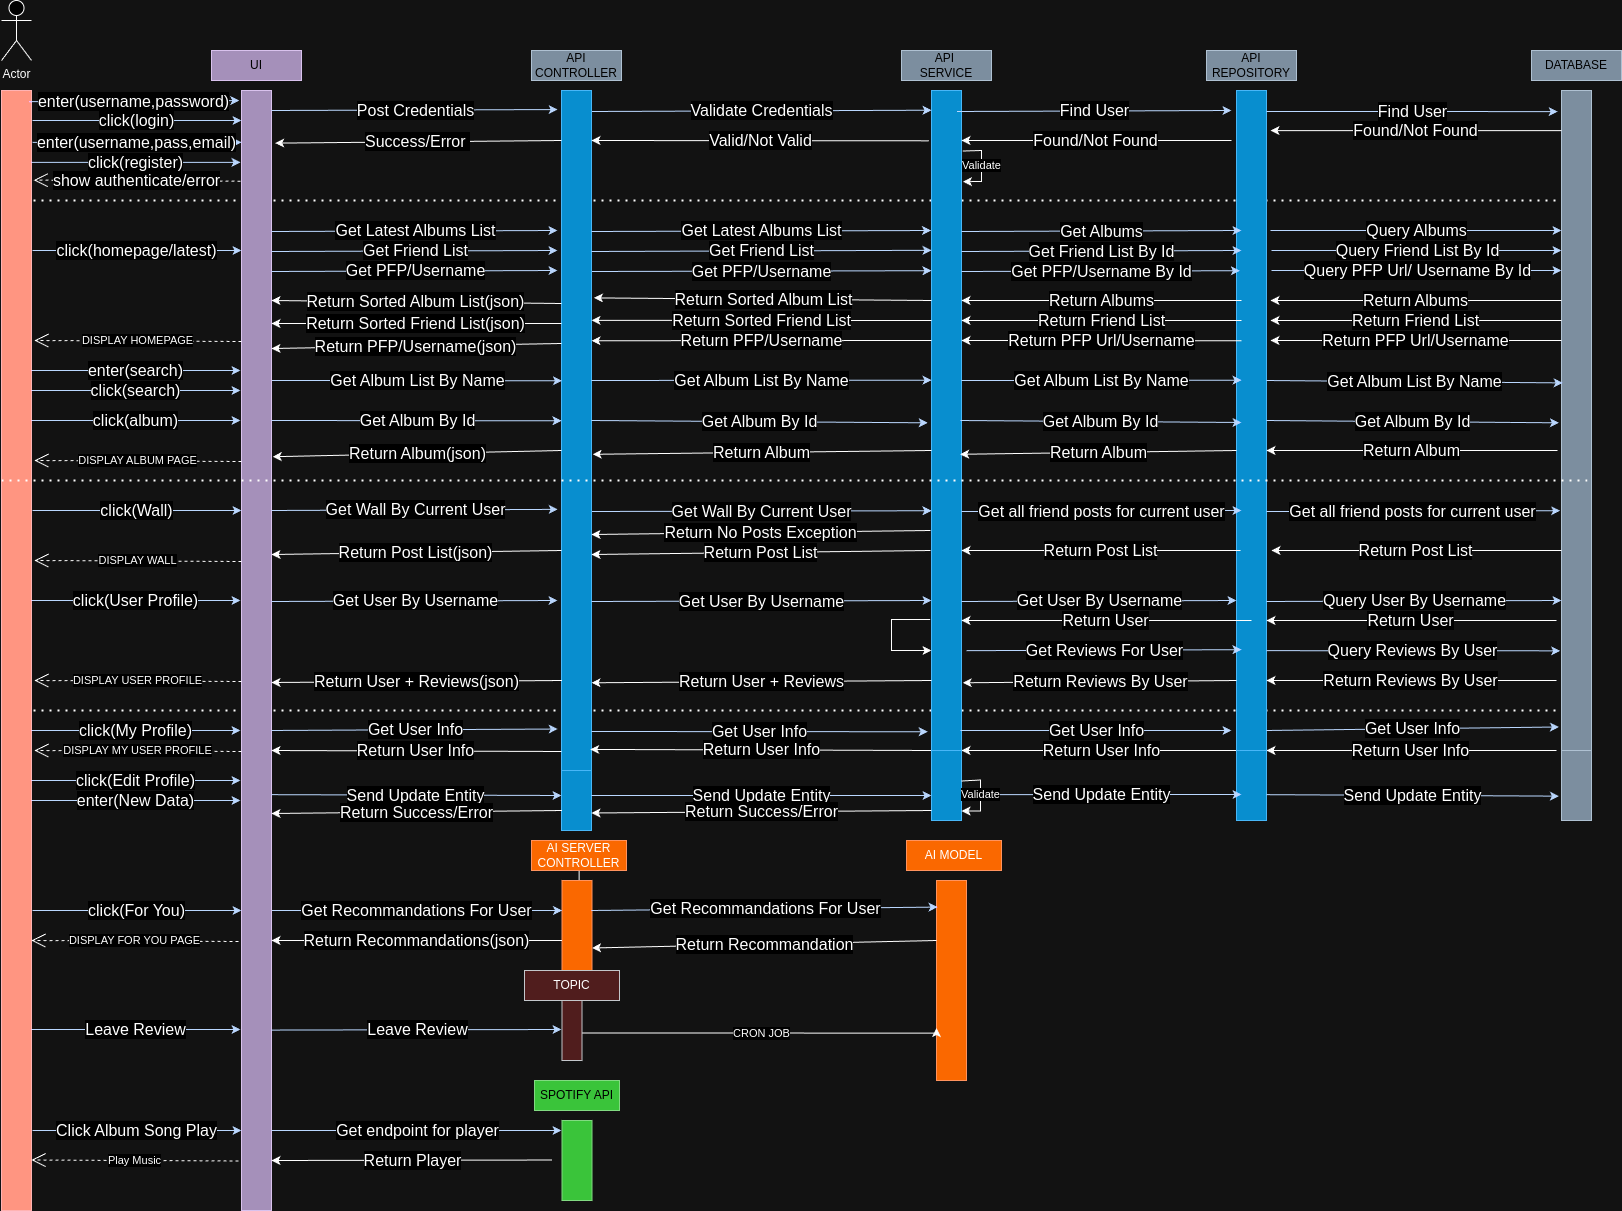 Actor
UI
API
CONTROLLER
API
SERVICE
API
REPOSITORY
DATABASE
enter(username,password)
Post Credentials
Validate Credentials
Find User
Find User
click(login)
Found/Not Found
enter(username,pass,email)
Success/Error
Valid/Not Valid
Found/Not Found
click(register)
Validate
show authenticate/error
Get Latest Albums List
Get Latest Albums List
Get Albums
Query Albums
click(homepage/latest)
Get Friend List
Get Friend List
Get Friend List By Id
Query Friend List By Id
Get PFP/Username
Get PFP/Username
Get PFP/Username By Id
Query PFP Url/ Username By Id
Return Sorted Album List(json)
Return Sorted Album List
Return Albums
Return Albums
Return Sorted Friend List(json)
Return Sorted Friend List
Return Friend List
Return Friend List
DISPLAY HOMEPAGE
Return PFP/Username(json)
Return PFP/Username
Return PFP Url/Username
Return PFP Url/Username
enter(search)
click(search)
Get Album List By Name
Get Album List By Name
Get Album List By Name
Get Album List By Name
click(album)
Get Album By Id
Get Album By Id
Get Album By Id
Get Album By Id
DISPLAY ALBUM PAGE
Return Album(json)
Return Album
Return Album
Return Album
click(Wall)
Get Wall By Current User
Get Wall By Current User
Get all friend posts for current user
Get all friend posts for current user
Return No Posts Exception
DISPLAY WALL
Return Post List(json)
Return Post List
Return Post List
Return Post List
click(User Profile)
Get User By Username
Get User By Username
Get User By Username
Query User By Username
Return User
Return User
Get Reviews For User
Query Reviews By User
DISPLAY USER PROFILE
Return User + Reviews(json)
Return User + Reviews
Return Reviews By User
Return Reviews By User
click(My Profile)
Get User Info
Get User Info
Get User Info
Get User Info
DISPLAY MY USER PROFILE
Return User Info
Return User Info
Return User Info
Return User Info
click(Edit Profile)
enter(New Data)
Send Update Entity
Send Update Entity
Validate
Send Update Entity
Send Update Entity
Return Success/Error
Return Success/Error
AI SERVER
CONTROLLER
AI MODEL
click(For You)
Get Recommandations For User
Get Recommandations For User
DISPLAY FOR YOU PAGE
Return Recommandations(json)
Return Recommandation
TOPIC
Leave Review
Leave Review
CRON JOB
SPOTIFY API
Click Album Song Play
Get endpoint for player
Play Music
Return Player